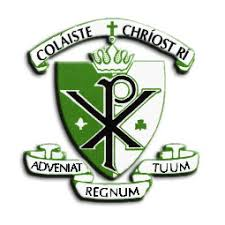 COLÁISTE CHRÍOST RÍ
ADVENIAT REGNUM TUUM